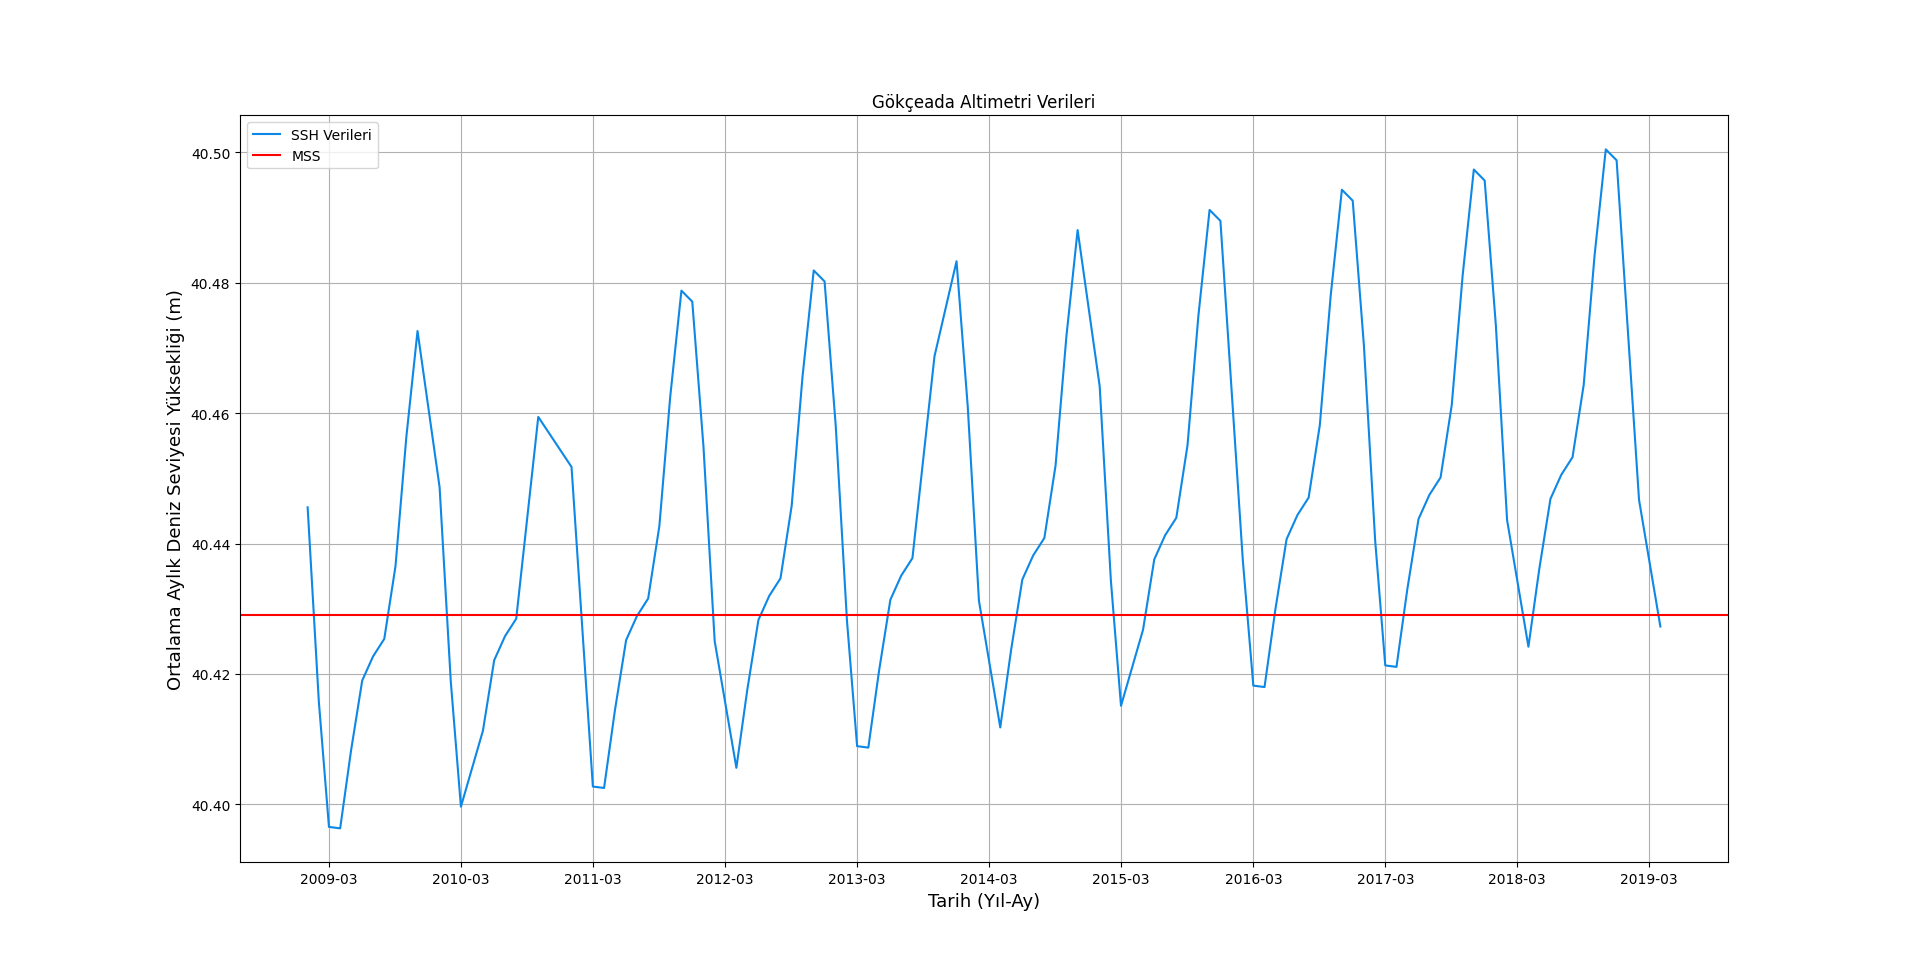 Gökçeada Altimetri Verileri
SSH Verileri
MSS
Ortalama Aylık Deniz Seviyesi Yüksekliği (m)
40.50
40.48
40.46
40.44
40.42
40.40
2009-03 2010-03 2011-03 2012-03 2013-03 2014-03 2015-03 2016-03 2017-03 2018-03 2019-03
Tarih (Yıl-Ay)